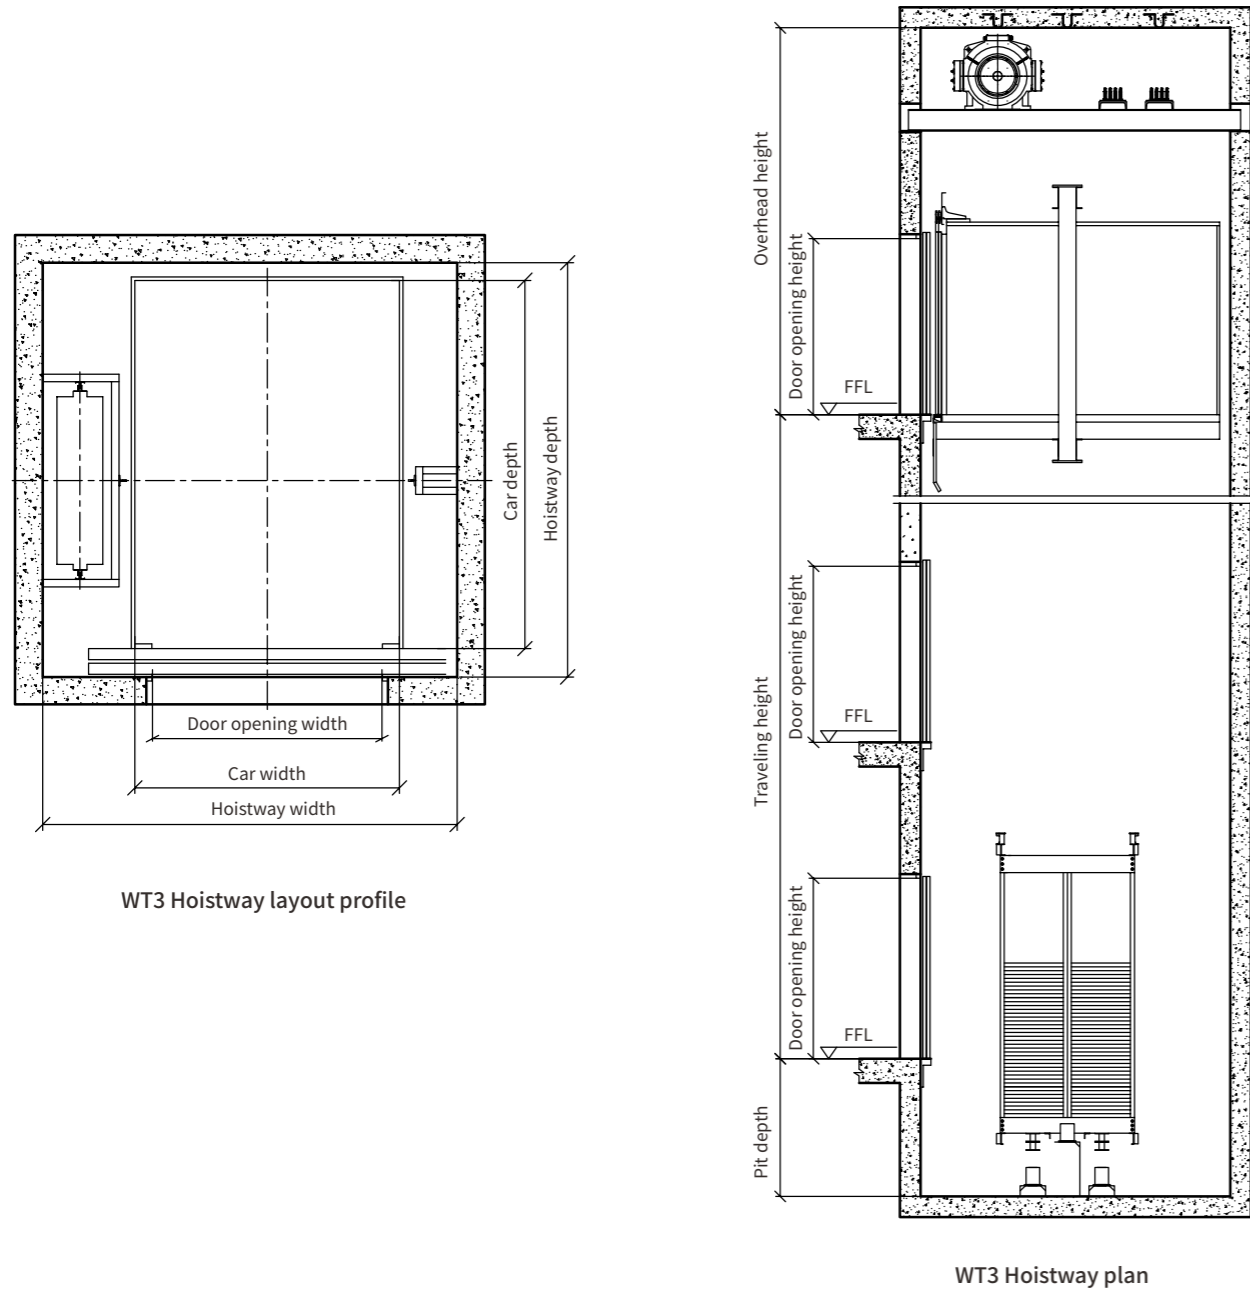 Car depth
Hoistway depth
Door opening width
Car width
Hoistway width
WT3 Hoistway layout profile
Overhead height
Door opening height
FFL
Traveling height
Door opening height
FFL
Door opening height
FFL
Pit depth
WT3 Hoistway plan